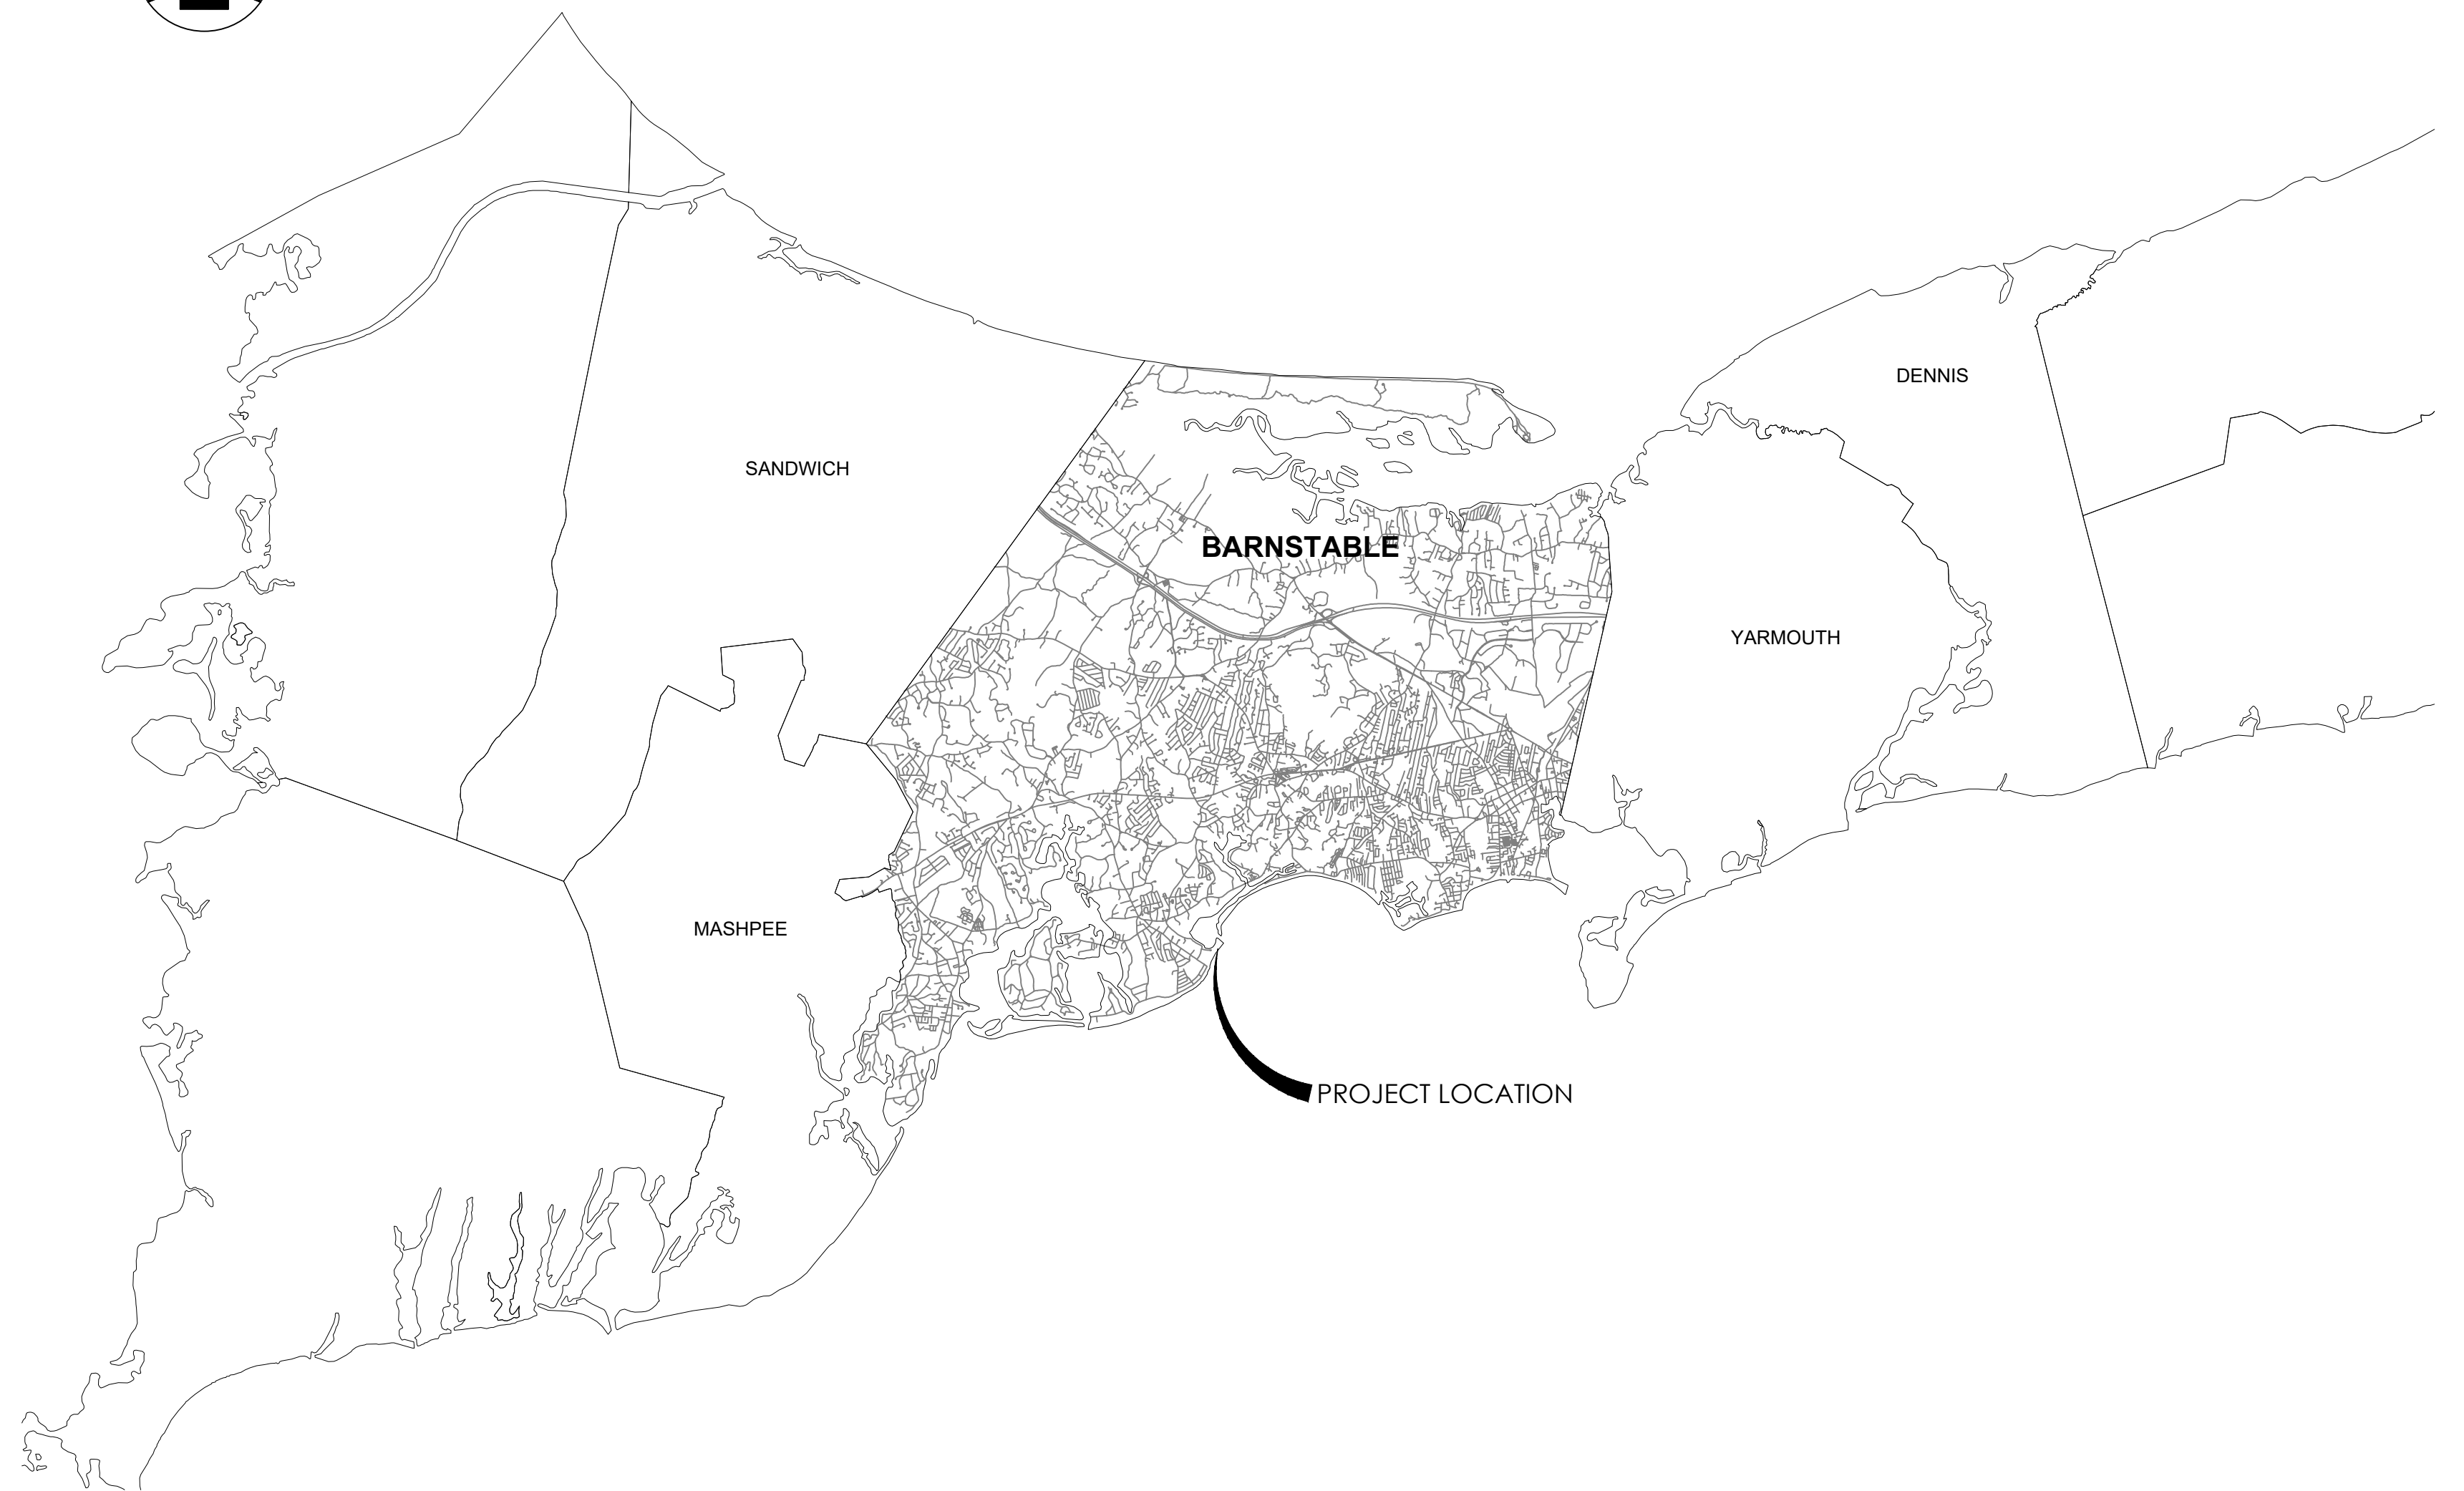 DENNIS
SANDWICH
BARNSTABLE
YARMOUTH
MASHPEE
PROJECT LOCATION